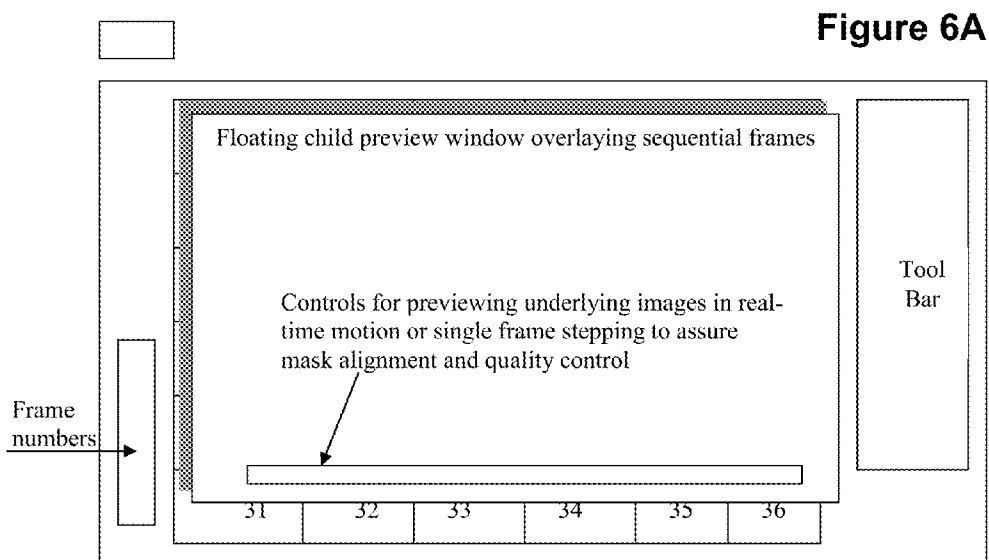 Figure 6A
Floating child preview window overlaying sequential frames
Tool
Bar
Controls for previewing underlying images in real-
time motion or single frame stepping to assure
mask alignment and quality control
Frame
numbers
31 32 33 34 35 36